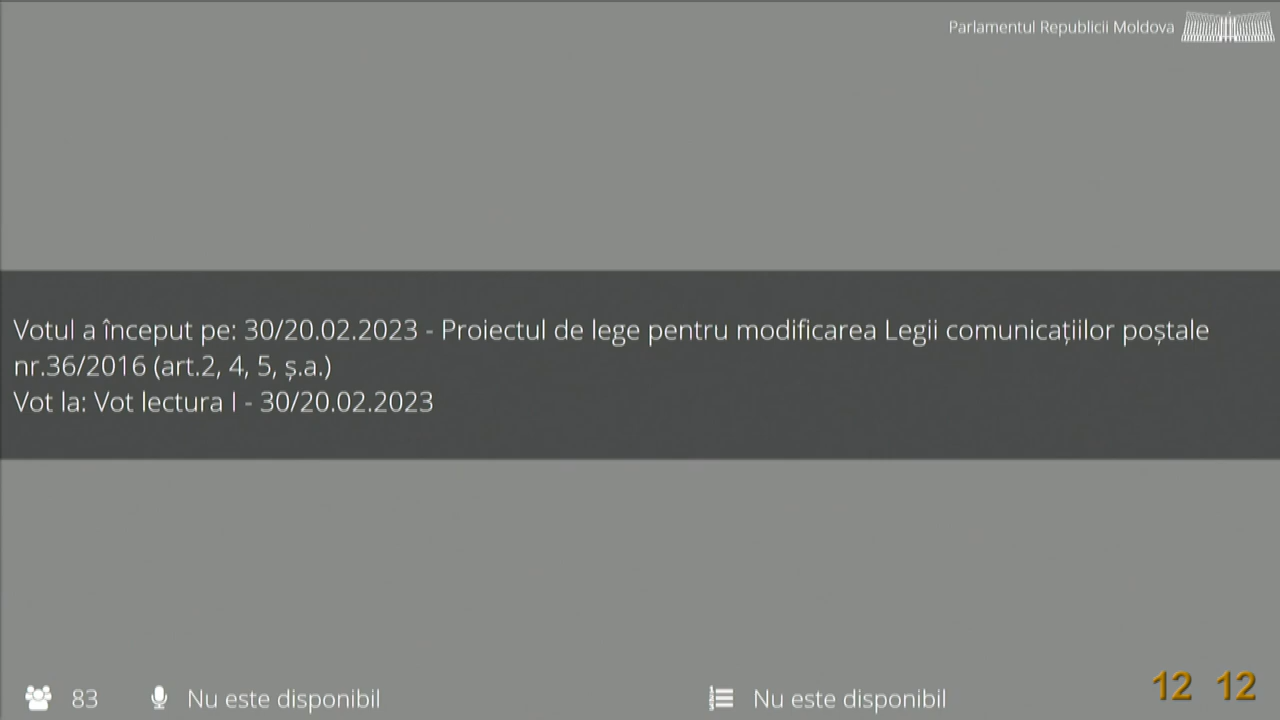 Parlamentul Republicii Moldova
Votul a început pe: 30/20.02.2023 - Proiectul de lege pentru modificarea Legii comunicațiilor poștale
nr.36/2016 (art.2, 4, 5, ș.a.)
Vot la: Vot lectura I - 30/20.02.2023
83 Nu este disponibil Nu este disponibil 12 12